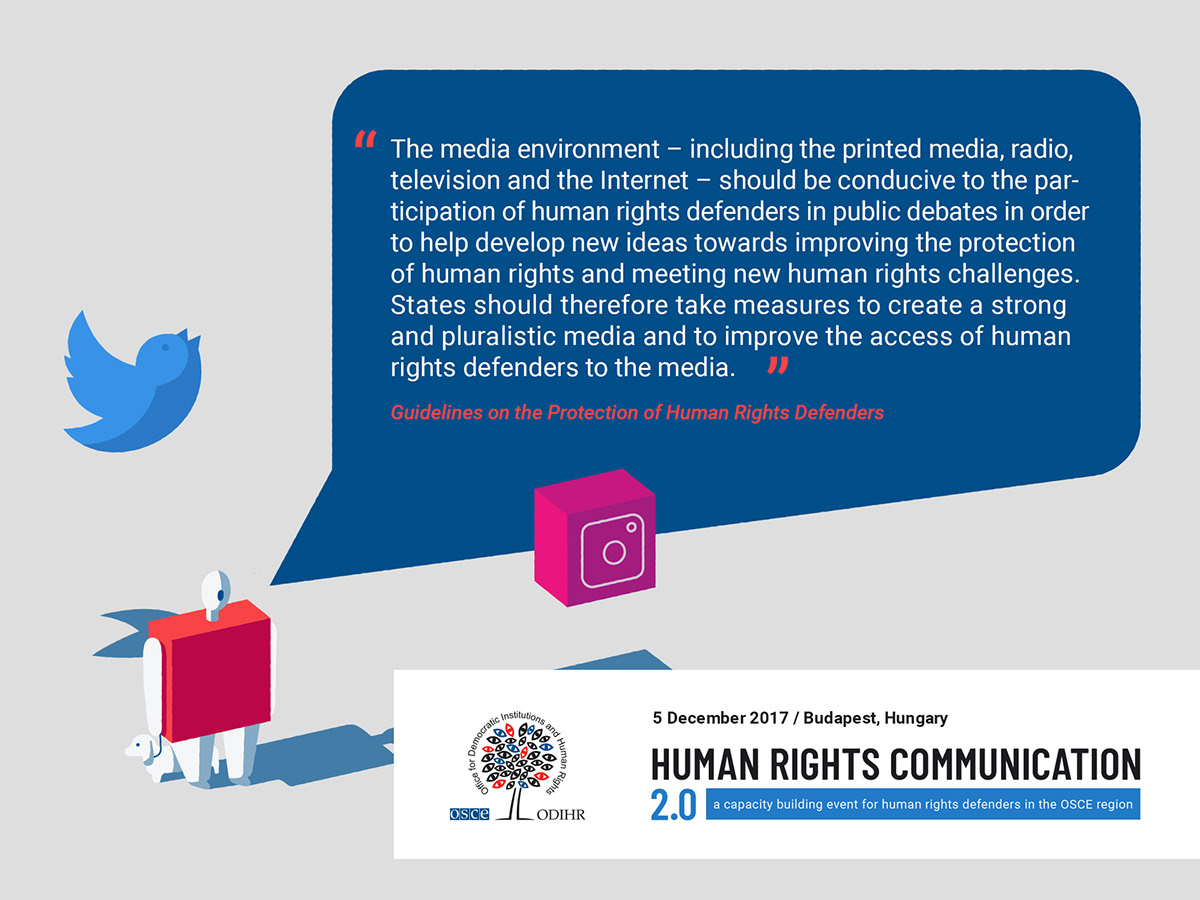 “ The media environment – including the printed media, radio,
television and the Internet – should be conducive to the par-
ticipation of human rights defenders in public debates in order
to help develop new ideas towards improving the protection
of human rights and meeting new human rights challenges.
States should therefore take measures to create a strong
and pluralistic media and to improve the access of human
rights defenders to the media. ”
Guidelines on the Protection of Human Rights Defenders
Office for Democratic Institutions and Human Rights
osce ODIHR
5 December 2017 / Budapest, Hungary
HUMAN RIGHTS COMMUNICATION
2.0 a capacity building event for human rights defenders in the OSCE region